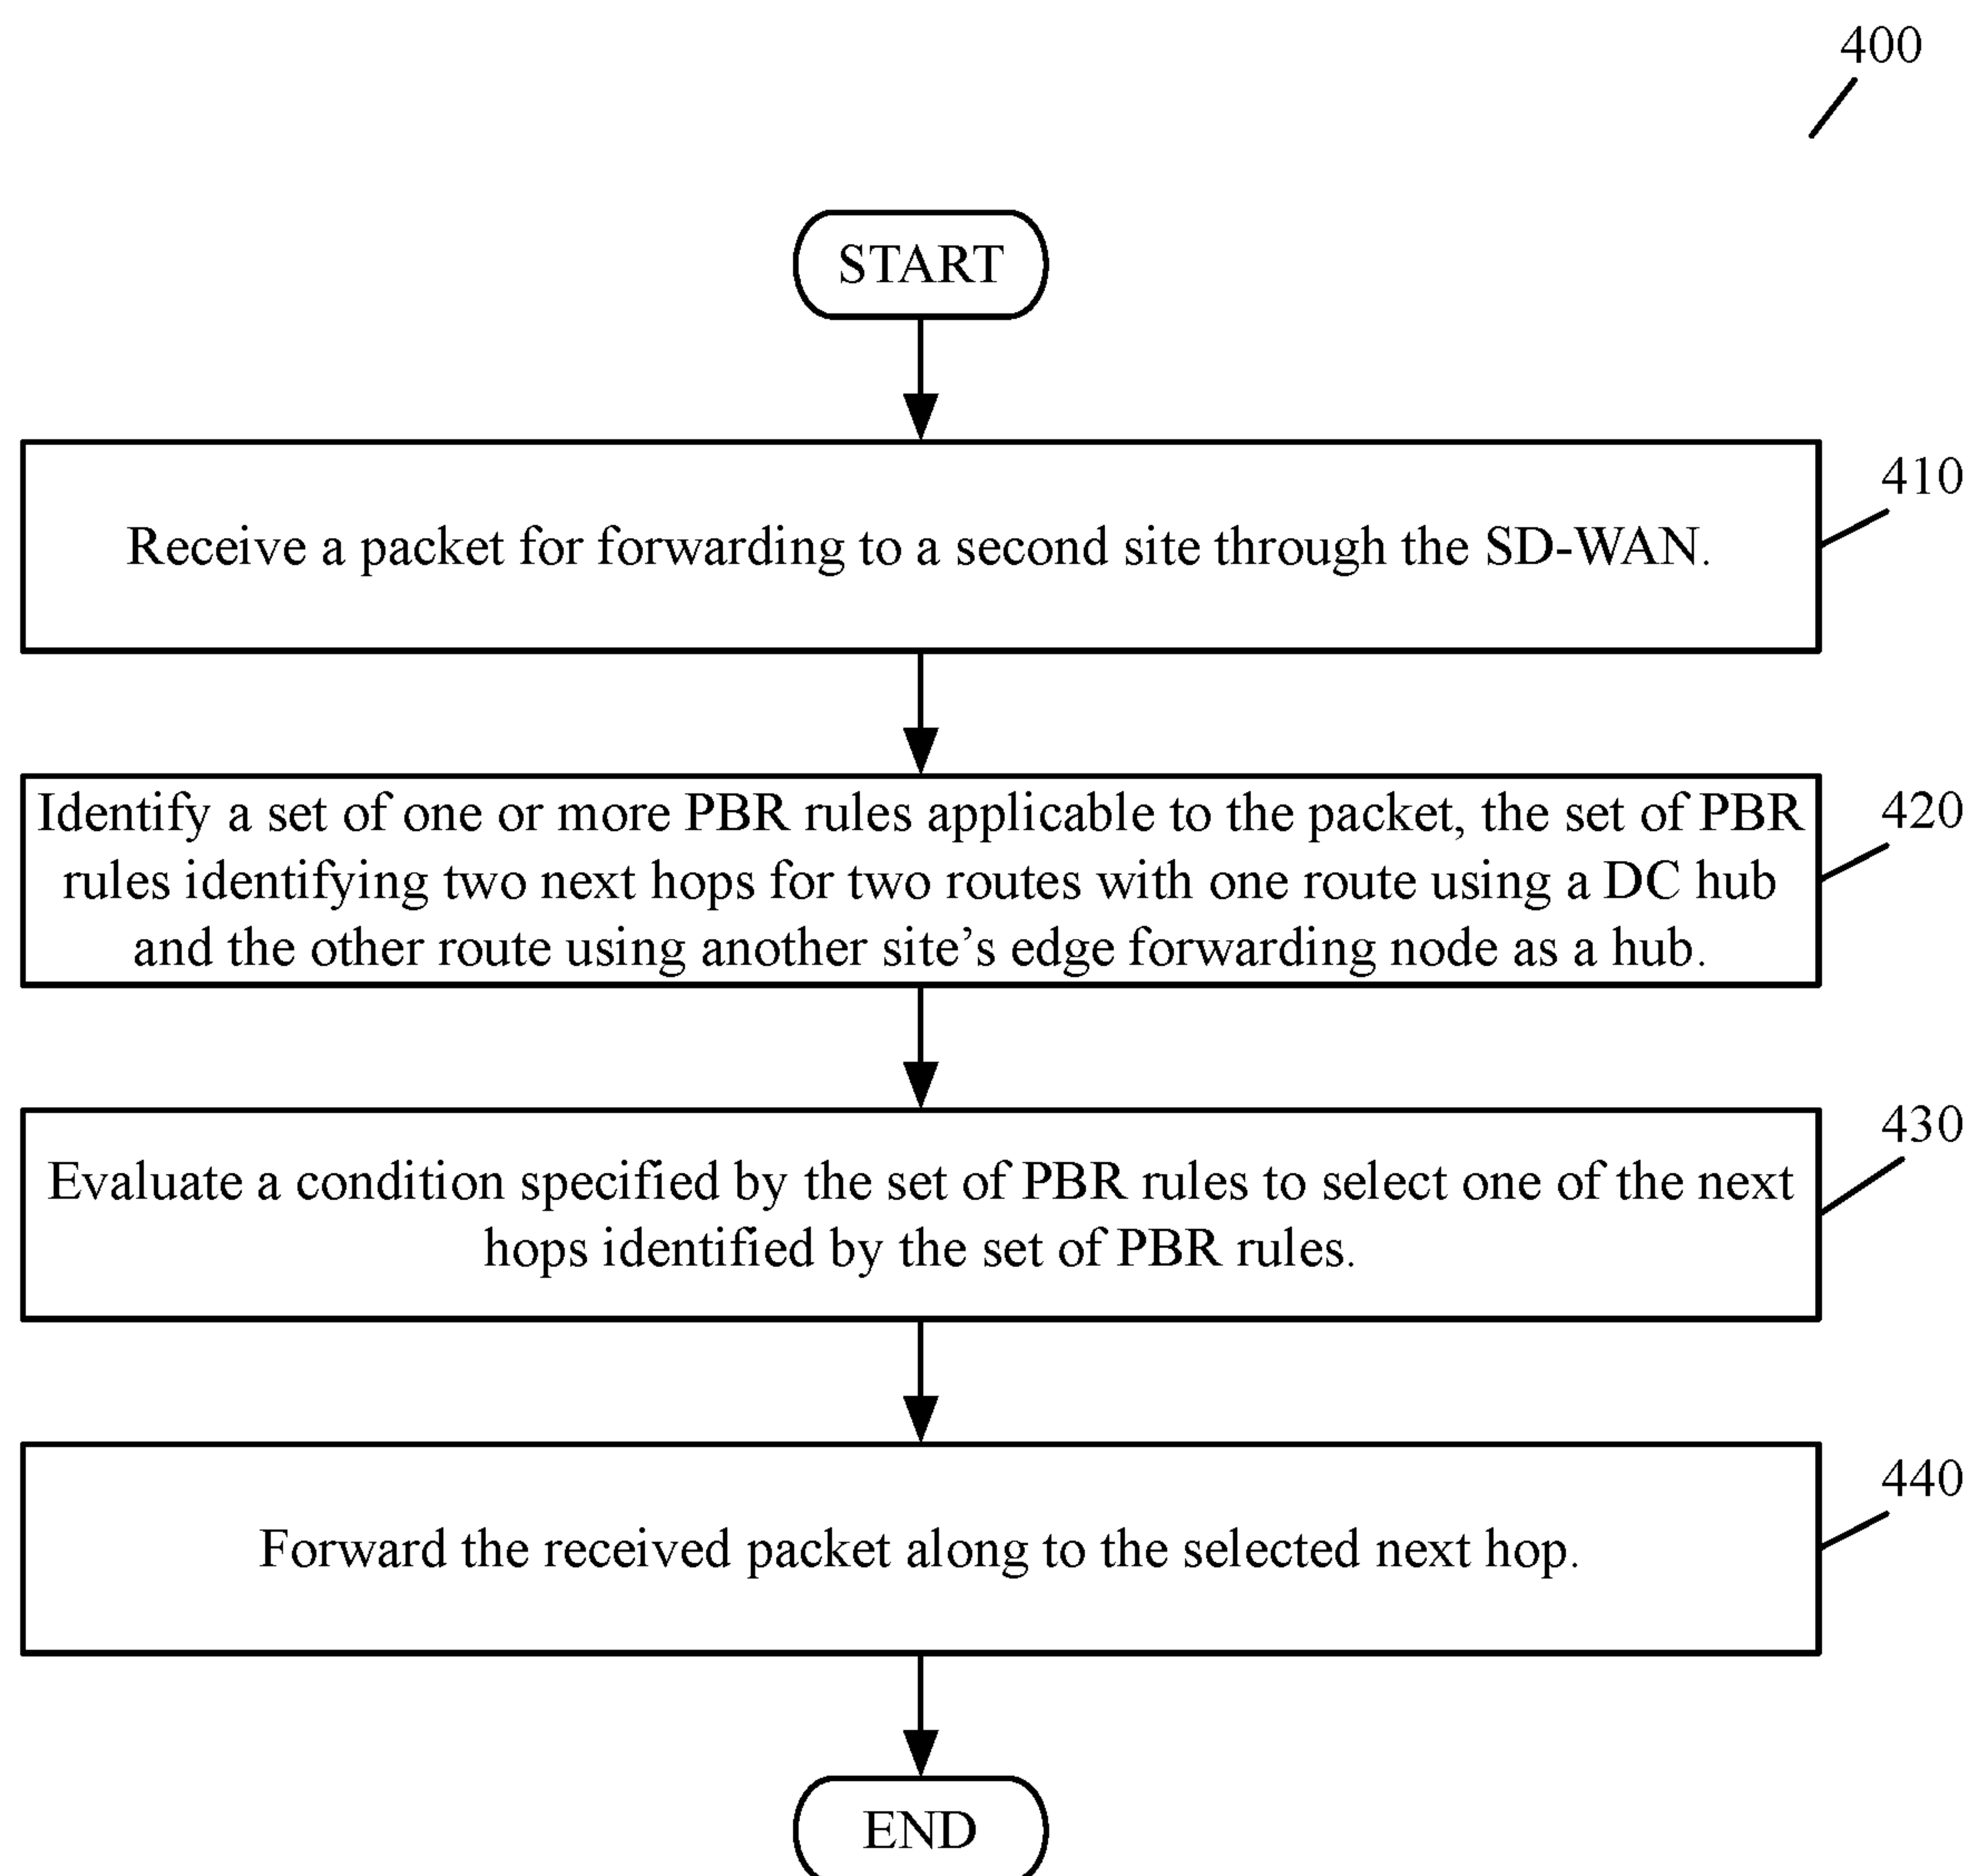 400
START
410
Receive a packet for forwarding to a second site through the SD-WAN.
420
Identify a set of one or more PBR rules applicable to the packet, the set of PBR
rules identifying two next hops for two routes with one route using a DC hub
and the other route using another site’s edge forwarding node as a hub.
430
Evaluate a condition specified by the set of PBR rules to select one of the next
hops identified by the set of PBR rules.
440
Forward the received packet along to the selected next hop.
END